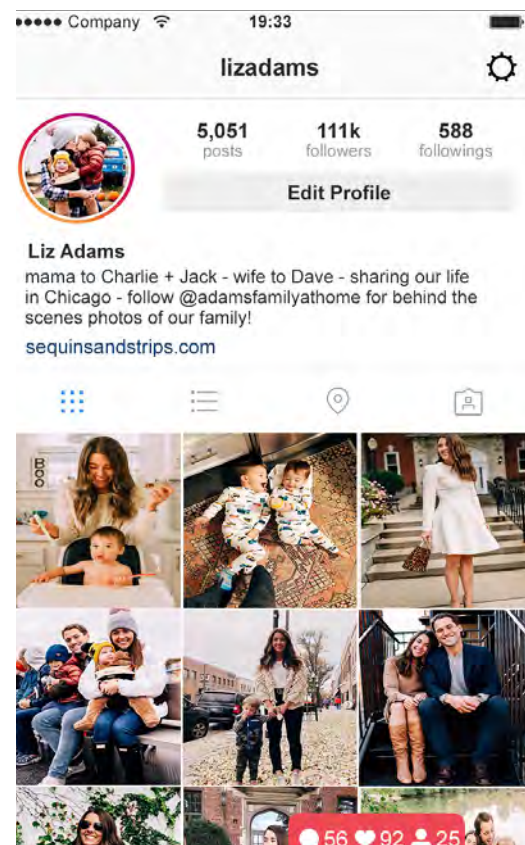 Company 19:33
lizadams
5,051 111k 588
posts followers followings
Edit Profile
Liz Adams
mama to Charlie + Jack - wife to Dave - sharing our life
in Chicago - follow @adamsfamilyathome for behind the
scenes photos of our family!
sequinsandstrips.com
BOO
56 92 25